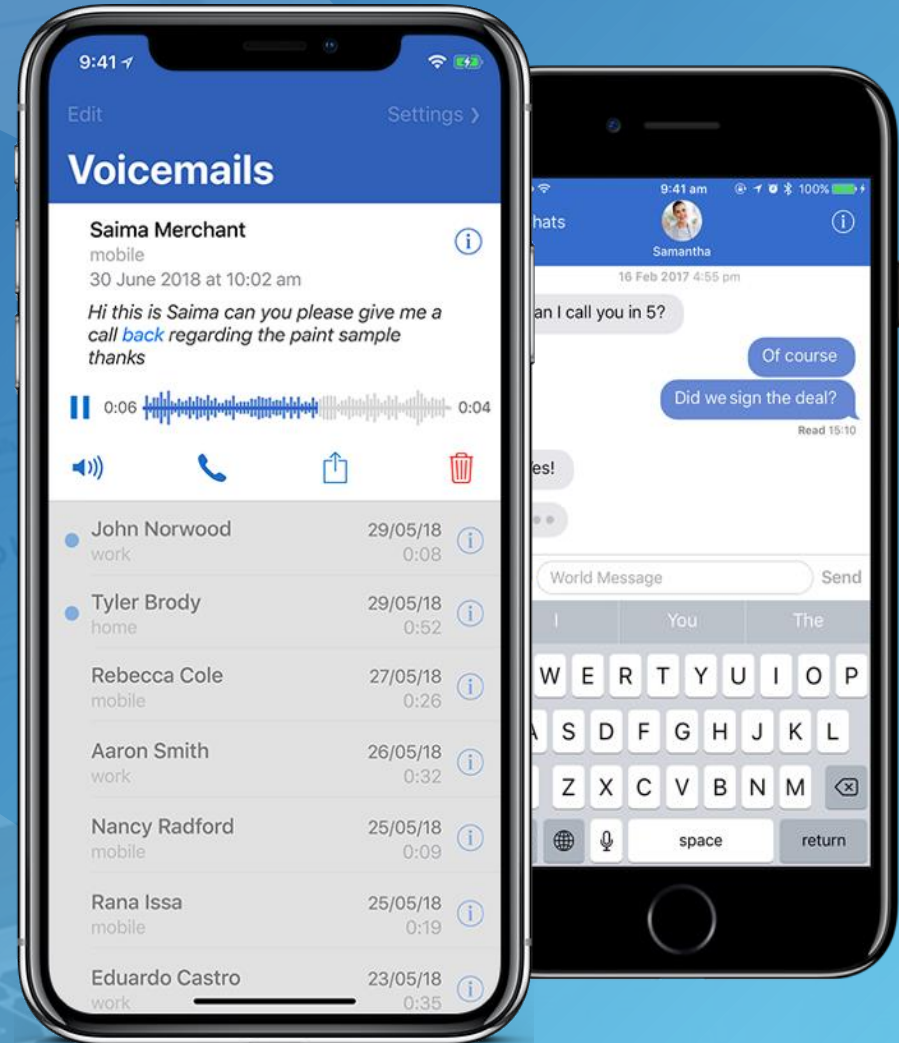 9:41
Edit
Settings
Voicemails
Saima Merchant
mobile
30 June 2018 at 10:02 am
Hi this is Saima can you please give me a
call back regarding the paint sample
thanks
0:06
0:04
John Norwood 29/05/18
work 0:08
Tyler Brody 29/05/18
home 0:52
Rebecca Cole 27/05/18
mobile 0:26
Aaron Smith 26/05/18
work 0:32
Nancy Radford 25/05/18
mobile 0:09
Rana Issa 25/05/18
mobile 0:19
Eduardo Castro 23/05/18
work 0:35
9:41 am 100%
hats
Samantha
16 Feb 2017 4:55 pm
an I call you in 5?
Of course
Did we sign the deal?
Read 15:10
es!
World Message Send
I You The
W E R T Y U I O P
A S D F G H J K L
Z X C V B N M
space return